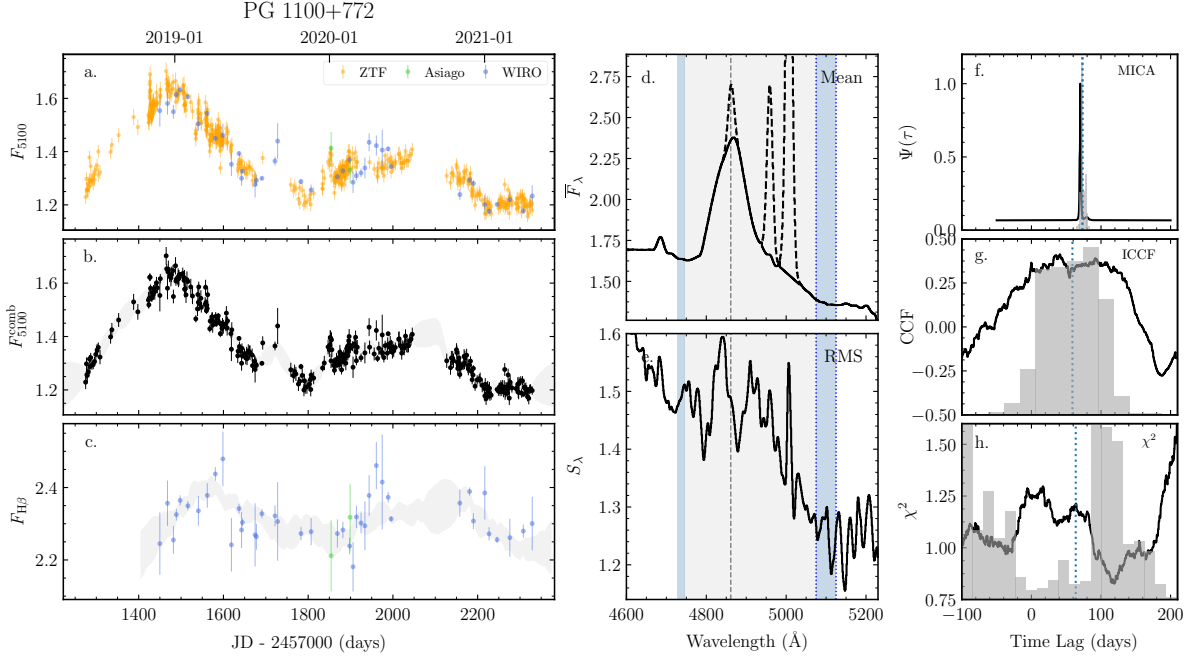 PG 1100+772
2019-01 2020-01 2021-01
a.
ZTF Asiago WIRO
F5100
1.6
1.4
1.2
b.
F5100^comb
1.6
1.4
1.2
c.
FHβ
2.4
2.2
1400 1600 1800 2000 2200
JD - 2457000 (days)
d.
Mean
F̅λ
2.75
2.50
2.25
2.00
1.75
1.50
RMS
Sλ
1.6
1.5
1.4
1.3
1.2
4600 4800 5000 5200
Wavelength (Å)
f.
MICA
Ψ(τ)
1.0
0.5
0.0
g.
ICCF
CCF
0.50
0.25
0.00
−0.25
−0.50
h.
χ²
χ²
1.50
1.25
1.00
0.75
−100 0 100 200
Time Lag (days)